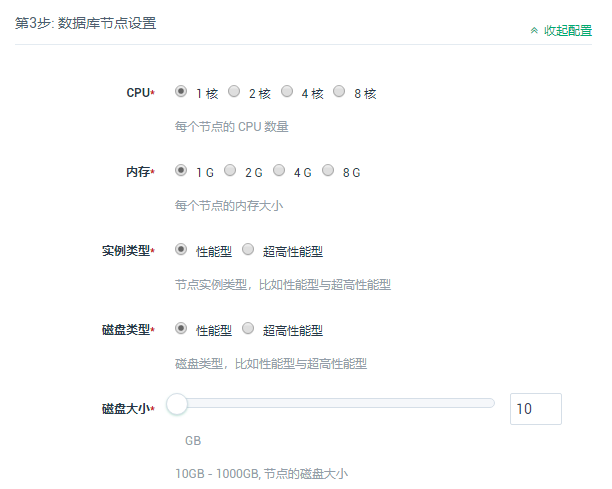 第3步: 数据库节点设置
收起配置
CPU* 1 核 2 核 4 核 8 核
每个节点的 CPU 数量
内存* 1 G 2 G 4 G 8 G
每个节点的内存大小
实例类型* 性能型 超高性能型
节点实例类型，比如性能型与超高性能型
磁盘类型* 性能型 超高性能型
磁盘类型，比如性能型与超高性能型
磁盘大小* 10
GB
10GB - 1000GB, 节点的磁盘大小